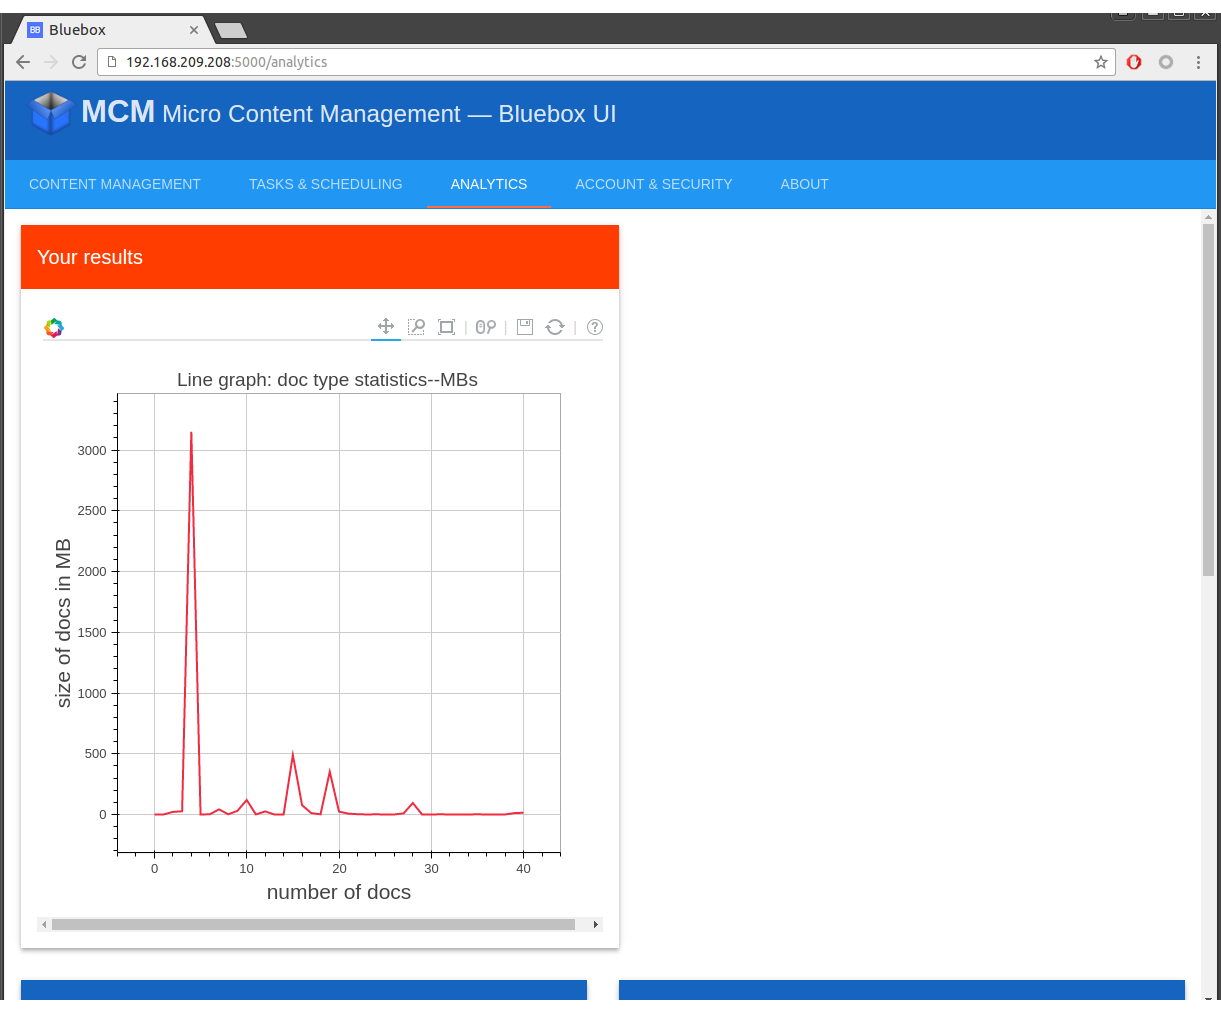 BB Bluebox
192.168.209.208:5000/analytics
MCM Micro Content Management — Bluebox UI
CONTENT MANAGEMENT TASKS & SCHEDULING ANALYTICS ACCOUNT & SECURITY ABOUT
Your results
Line graph: doc type statistics--MBs
3000
2500
2000
1500
1000
500
0
size of docs in MB
0 10 20 30 40
number of docs